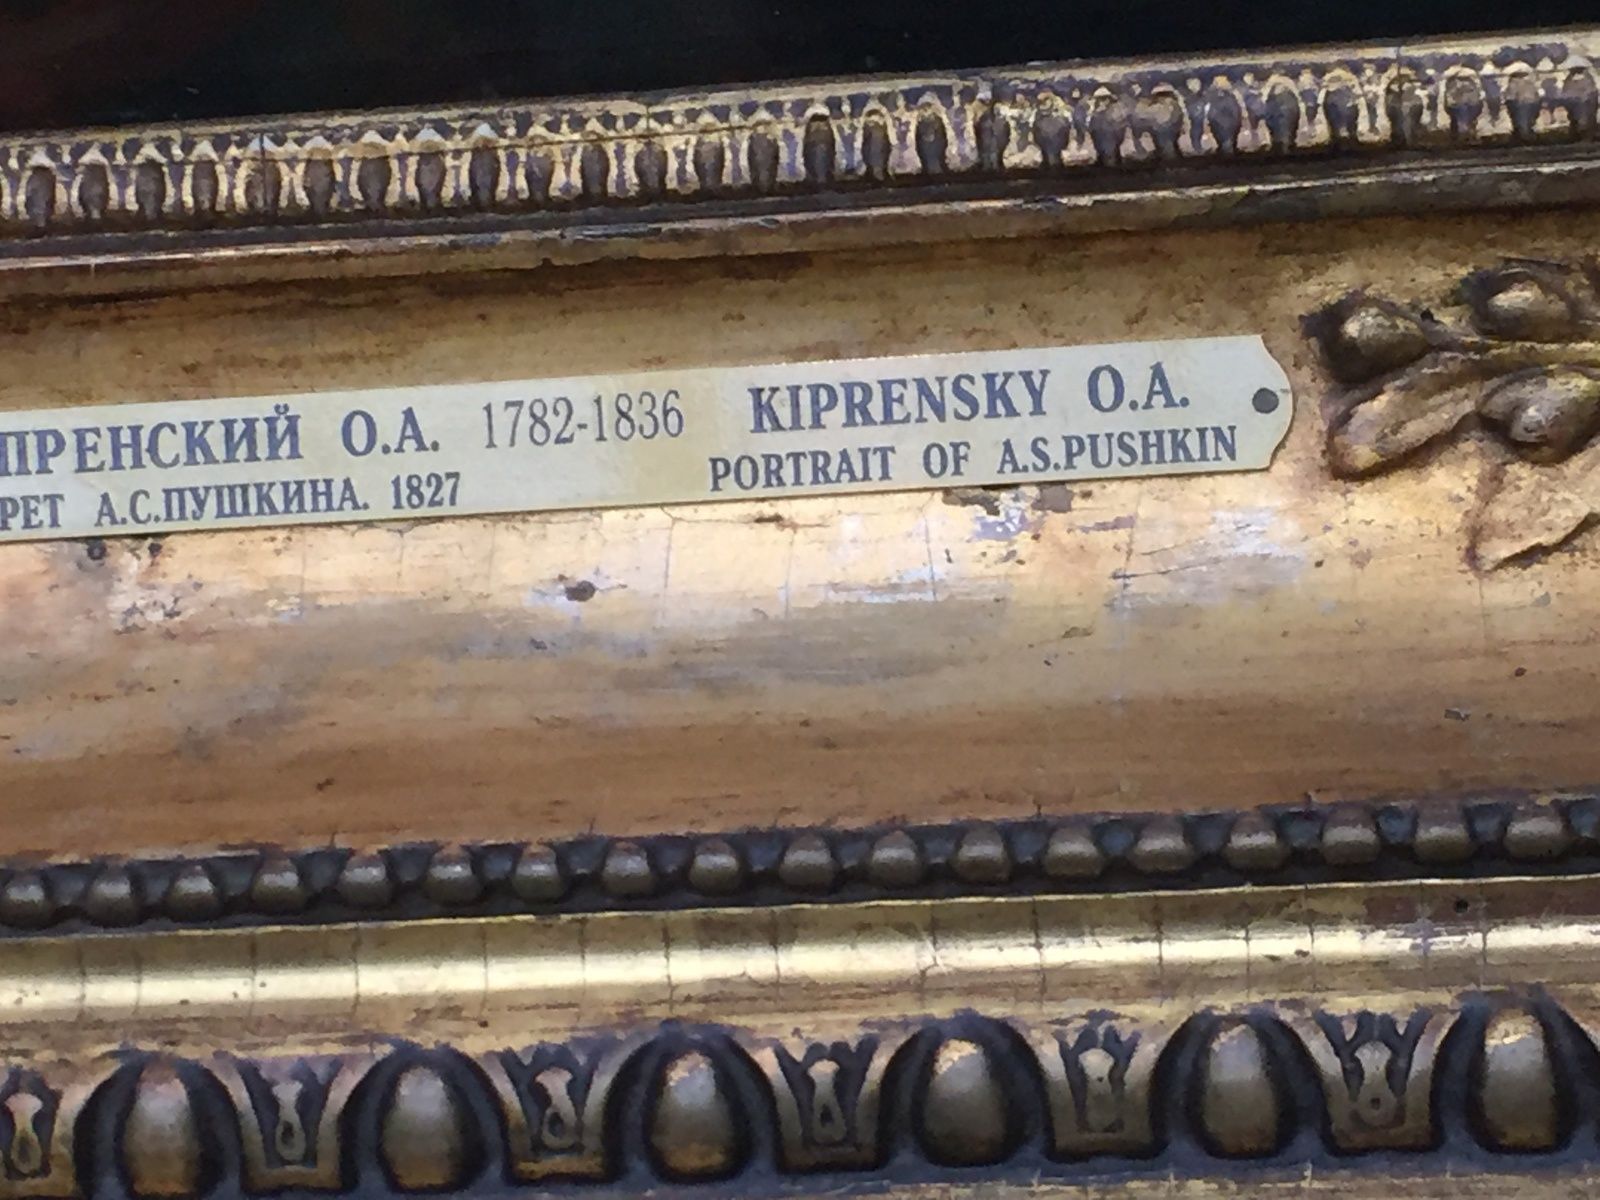 ПРЕНСКИЙ О.А. 1782-1836 KIPRENSKY O.A.
РЕТ А.С.ПУШКИНА. 1827 PORTRAIT OF A.S.PUSHKIN